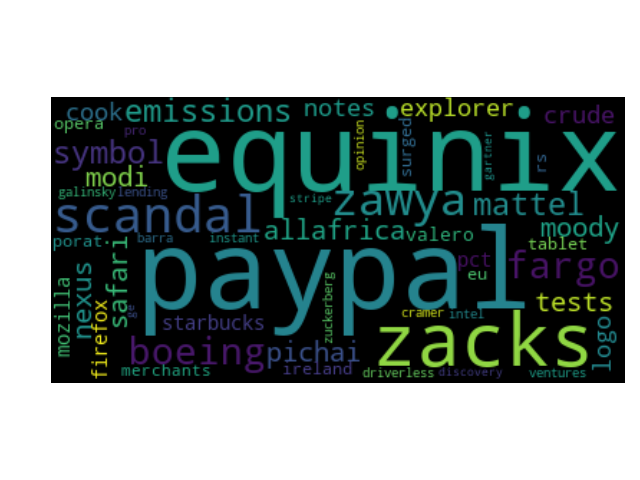 cook emissions notes explorer crude
opera pro
equinix
opinion
surged
gartner
rs
symbol
modi
galinsky lending
stripe
zawya mattel
scandal
allafrica valero moody
porat
barra
instant
tablet
paypal
pct
eu
fargo
mozilla
nexus
safari
firefox
ge
zuckerberg
starbucks
cramer intel
tests
zacks
logo
boeing pichai
merchants
ireland
driverless discovery ventures